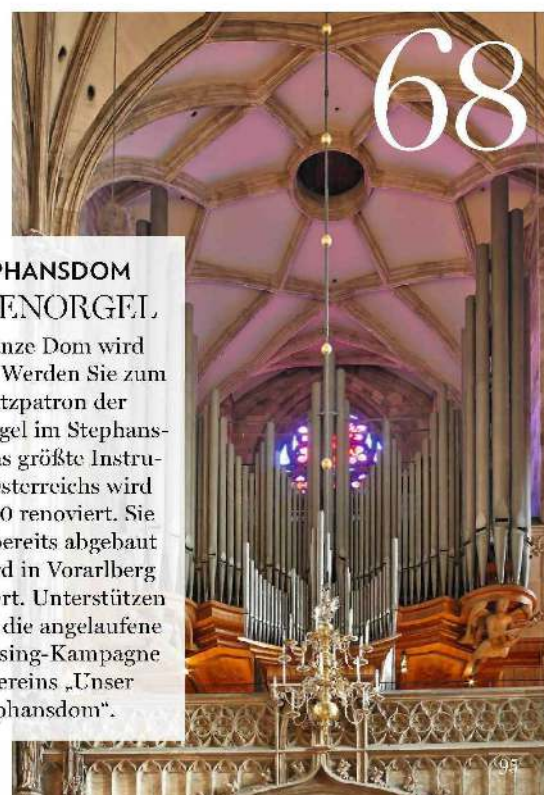 68
PHANSDOM
ENORGEL
nze Dom wird
Werden Sie zum
tzpatron der
gel im Stephans-
s größte Instru-
sterreichs wird
0 renoviert. Sie
bereits abgebaut
rd in Vorarlberg
rt. Unterstützen
die angelaufene
sing-Kampagne
ereins „Unser
phansdom“.
95